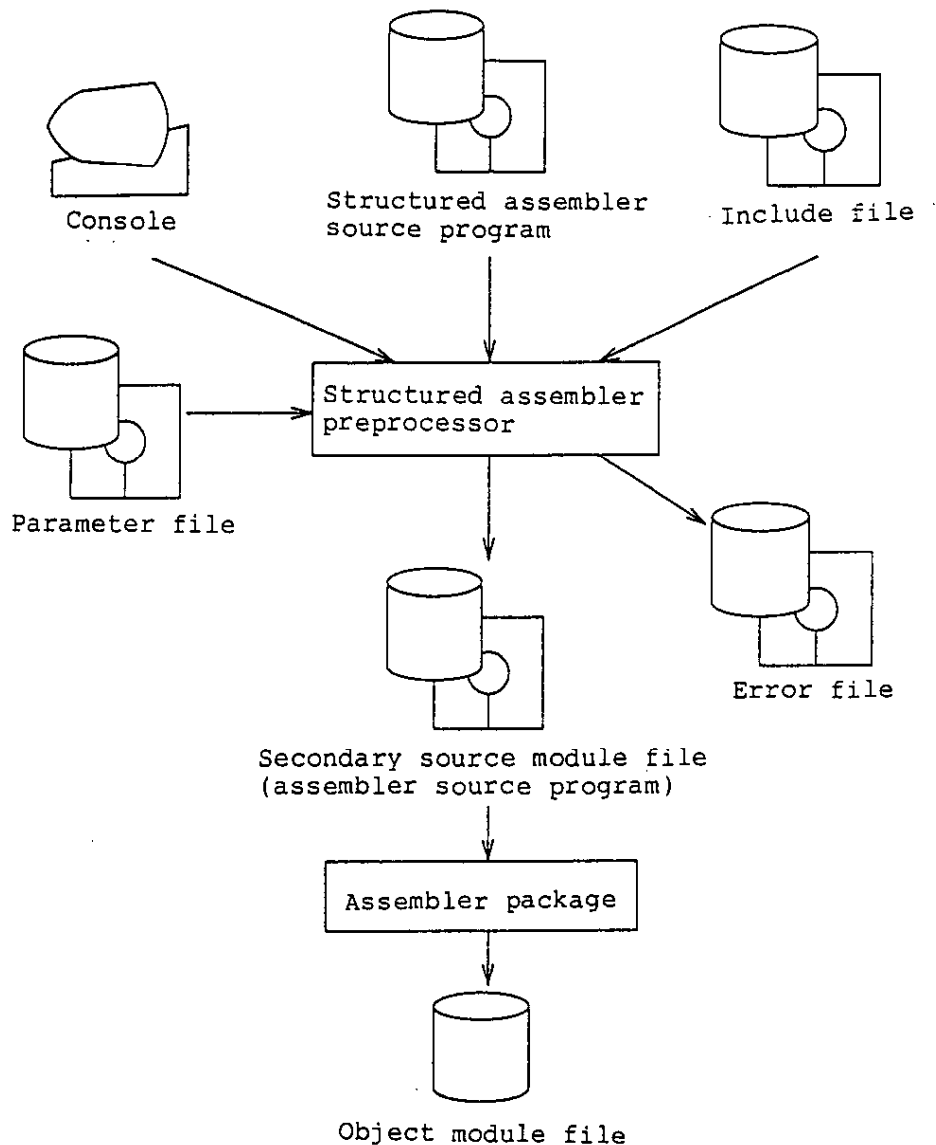 Console
Structured assembler
source program
Include file
Structured assembler
preprocessor
Parameter file
Error file
Secondary source module file
(assembler source program)
Assembler package
Object module file